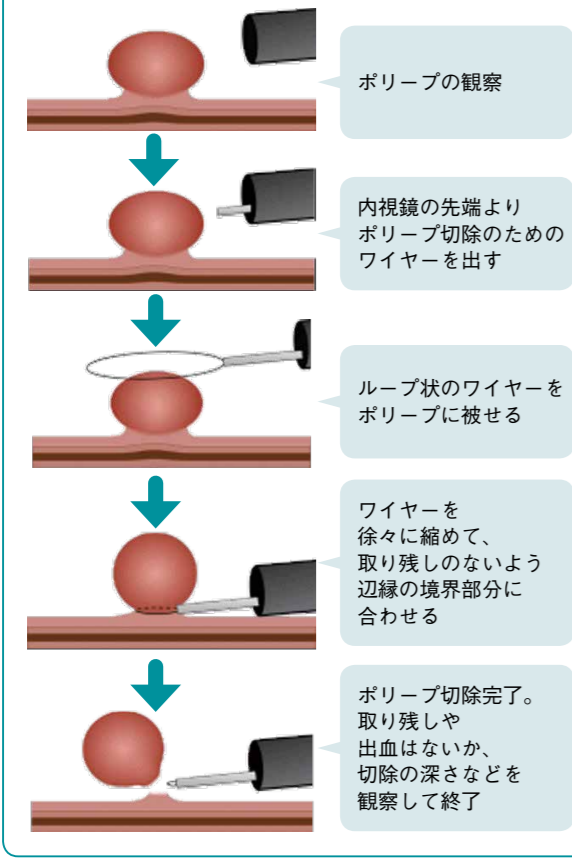 ポリープの観察
内視鏡の先端より
ポリープ切除のための
ワイヤーを出す
ループ状のワイヤーを
ポリープに被せる
ワイヤーを
徐々に縮めて、
取り残しのないよう
辺縁の境界部分に
合わせる
ポリープ切除完了。
取り残しや
出血はないか、
切除の深さなどを
観察して終了